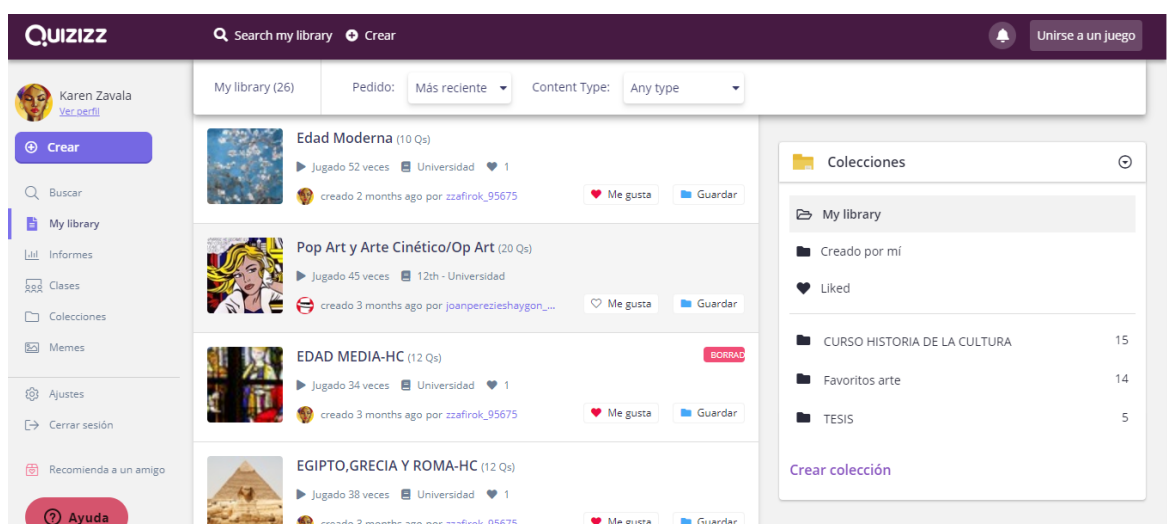 QUIZIZZ
Search my library
Crear
Unirse a un juego
Karen Zavala
Ver perfil
Crear
Buscar
My library
Informes
Clases
Colecciones
Memes
Ajustes
Cerrar sesión
Recomienda a un amigo
Ayuda
My library (26)
Pedido:
Más reciente
Content Type:
Any type
Edad Moderna (10 Qs)
Jugado 52 veces Universidad 1
creado 2 months ago por zzafirok_95675
Me gusta
Guardar
Pop Art y Arte Cinético/Op Art (20 Qs)
Jugado 45 veces 12th - Universidad
creado 3 months ago por joanperezieshaygon_...
Me gusta
Guardar
EDAD MEDIA-HC (12 Qs)
BORRAD
Jugado 34 veces Universidad 1
creado 3 months ago por zzafirok_95675
Me gusta
Guardar
EGIPTO,GRECIA Y ROMA-HC (12 Qs)
Jugado 38 veces Universidad 1
creado 3 months ago por zzafirok_95675
Me gusta
Guardar
Colecciones
My library
Creado por mí
Liked
CURSO HISTORIA DE LA CULTURA 15
Favoritos arte 14
TESIS 5
Crear colección